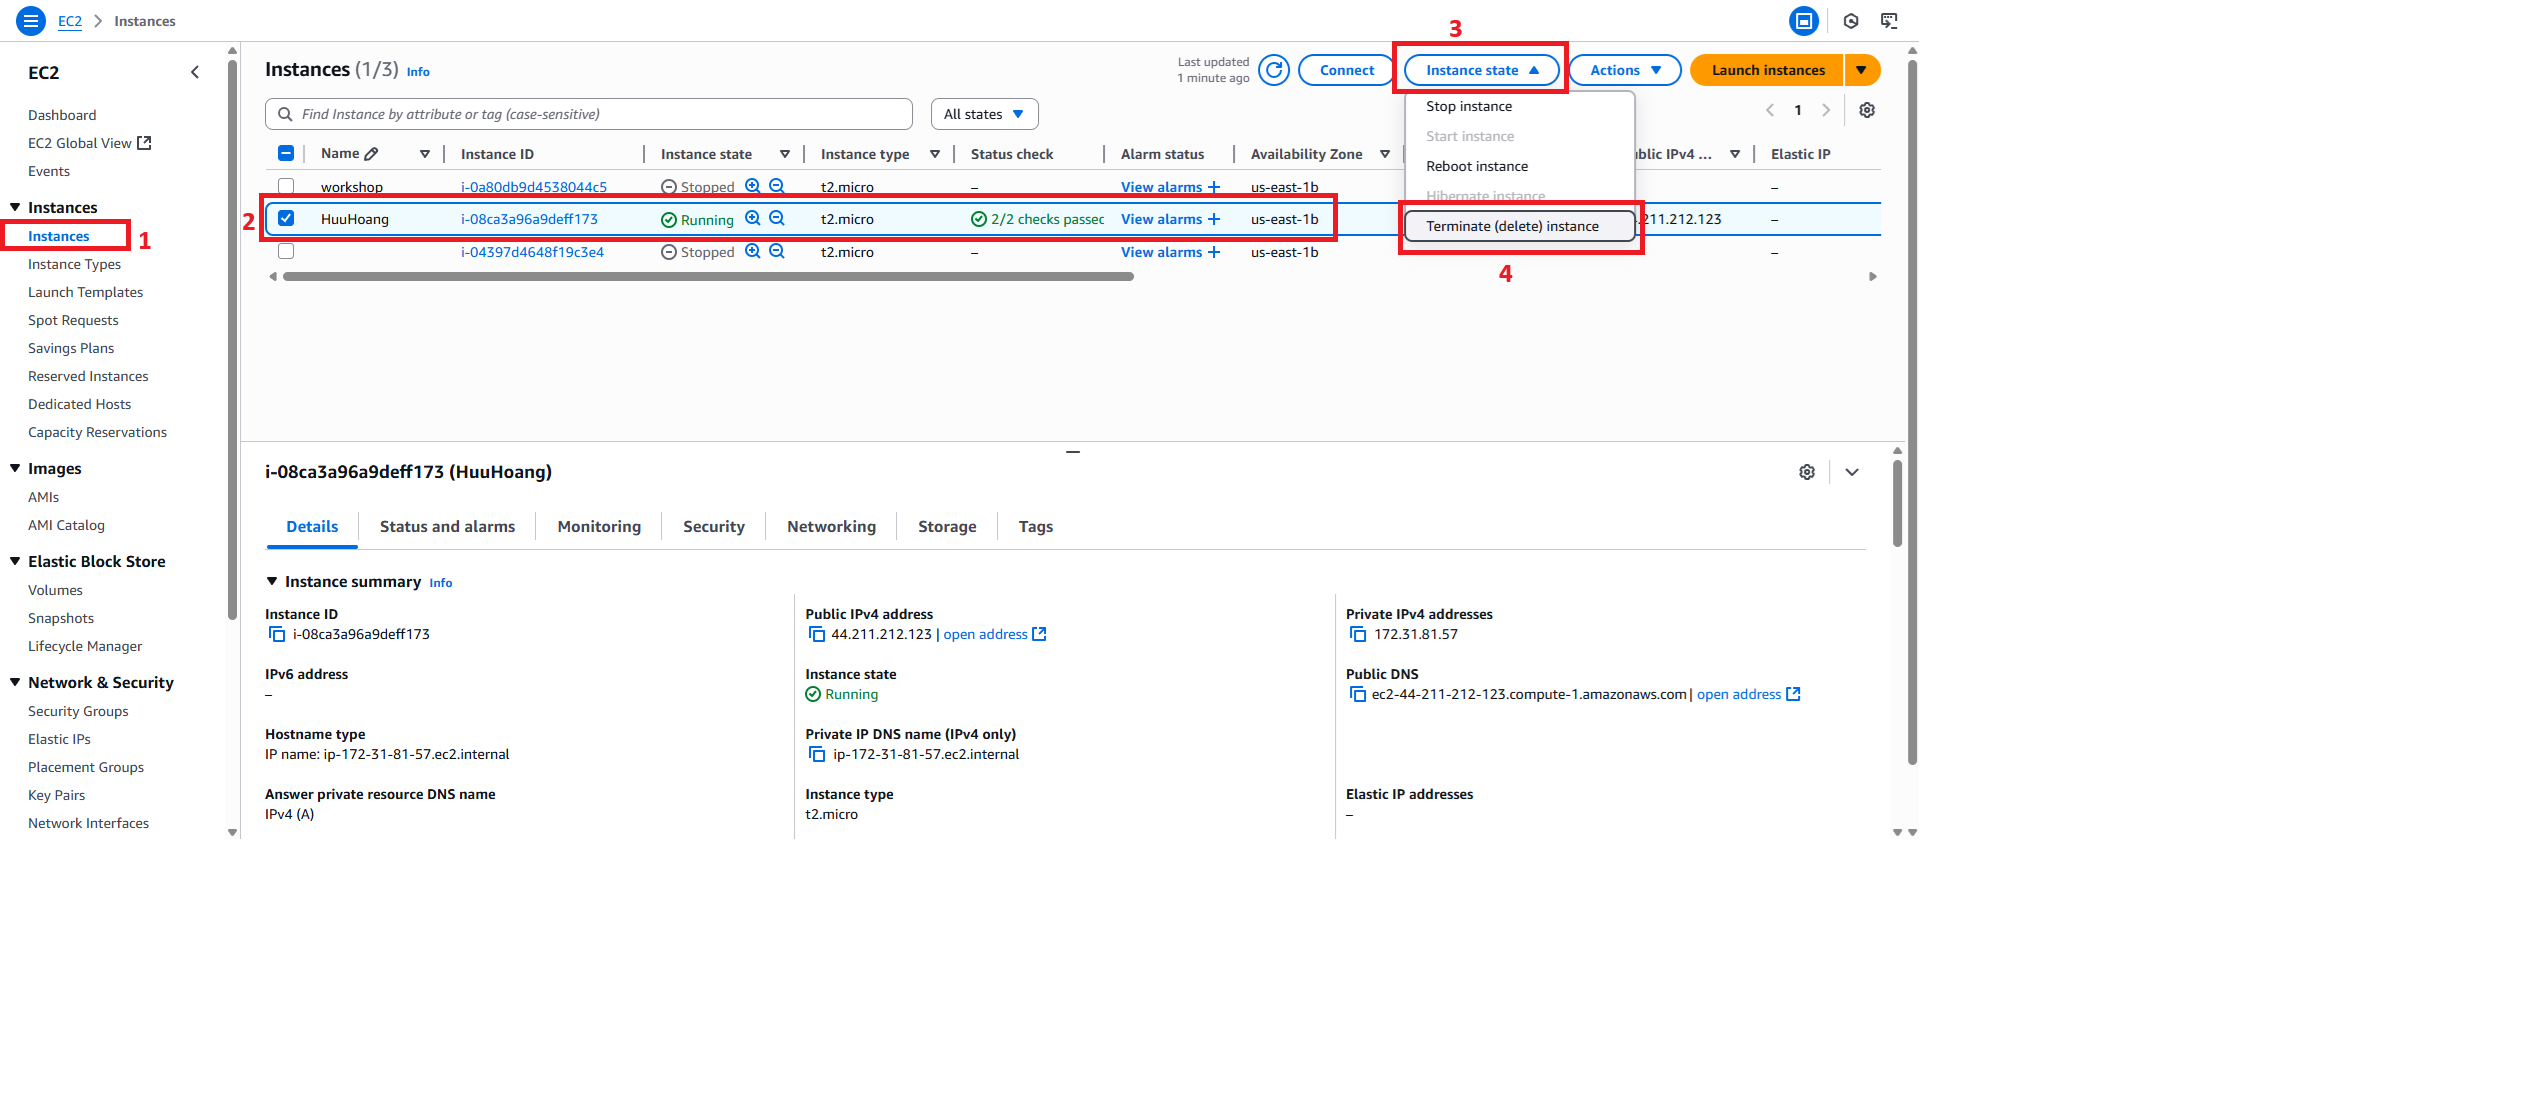 EC2 > Instances
EC2
Dashboard
EC2 Global View
Events
Instances
Instances
1
Instance Types
Launch Templates
Spot Requests
Savings Plans
Reserved Instances
Dedicated Hosts
Capacity Reservations
Images
AMIs
AMI Catalog
Elastic Block Store
Volumes
Snapshots
Lifecycle Manager
Network & Security
Security Groups
Elastic IPs
Placement Groups
Key Pairs
Network Interfaces
3
Instances (1/3) Info
Last updated
1 minute ago
Connect
Instance state
Actions
Launch instances
Find Instance by attribute or tag (case-sensitive)
All states
1
Stop instance
Start instance
Reboot instance
Hibernate instance
Terminate (delete) instance
4
Name Instance ID Instance state Instance type Status check Alarm status Availability Zone IPv4 ... Elastic IP
workshop i-0a80db9d4538044c5 Stopped t2.micro – View alarms + us-east-1b –
2 HuuHoang i-08ca3a96a9deff173 Running t2.micro 2/2 checks passec View alarms + us-east-1b .211.212.123 –
i-04397d4648f19c3e4 Stopped t2.micro – View alarms + us-east-1b –
i-08ca3a96a9deff173 (HuuHoang)
Details Status and alarms Monitoring Security Networking Storage Tags
Instance summary Info
Instance ID
i-08ca3a96a9deff173
Public IPv4 address
44.211.212.123 | open address
Private IPv4 addresses
172.31.81.57
IPv6 address
–
Instance state
Running
Public DNS
ec2-44-211-212-123.compute-1.amazonaws.com | open address
Hostname type
IP name: ip-172-31-81-57.ec2.internal
Private IP DNS name (IPv4 only)
ip-172-31-81-57.ec2.internal
Answer private resource DNS name
IPv4 (A)
Instance type
t2.micro
Elastic IP addresses
–